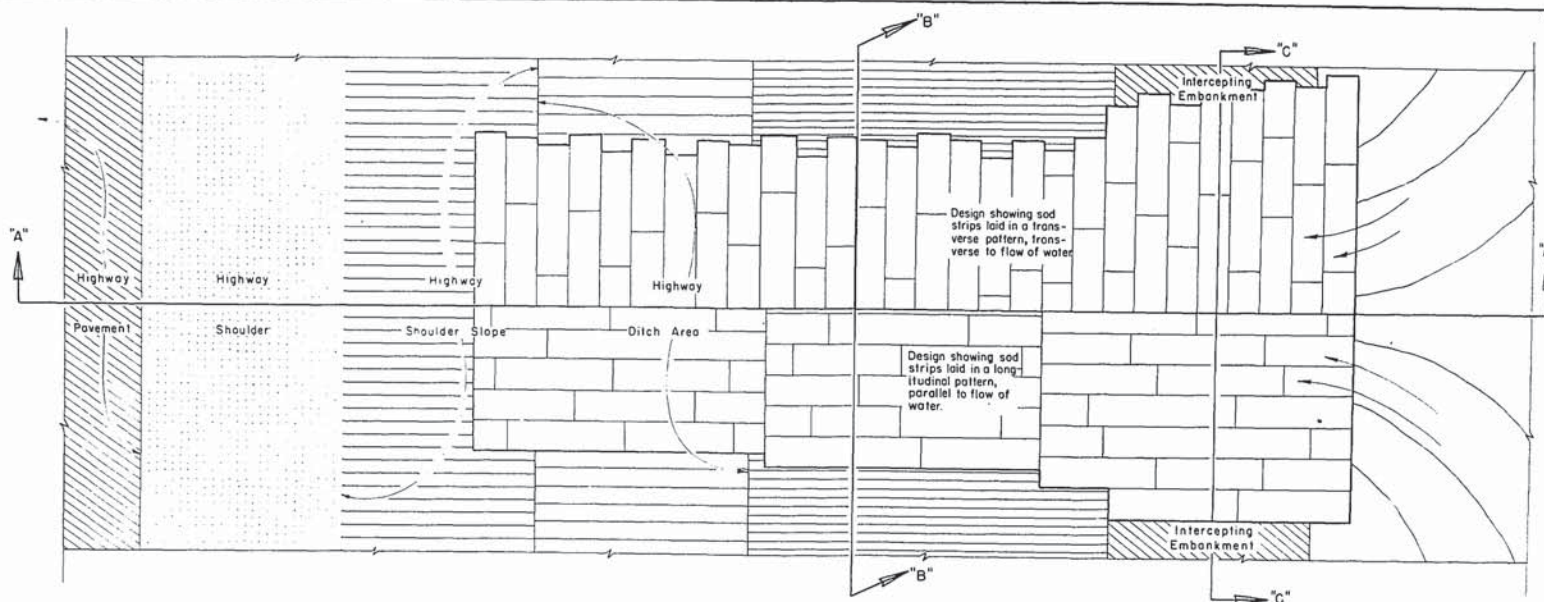 "B"
"C"
Intercepting
Embankment
Design showing sod
strips laid in a trans-
verse pattern, trans-
verse to flow of water
"A"
Highway
Highway
Highway
Highway
Pavement
Shoulder
Shoulder Slope
Ditch Area
Design showing sod
strips laid in a long-
itudinal pattern,
parallel to flow of
water.
Intercepting
Embankment
"B"
"C"